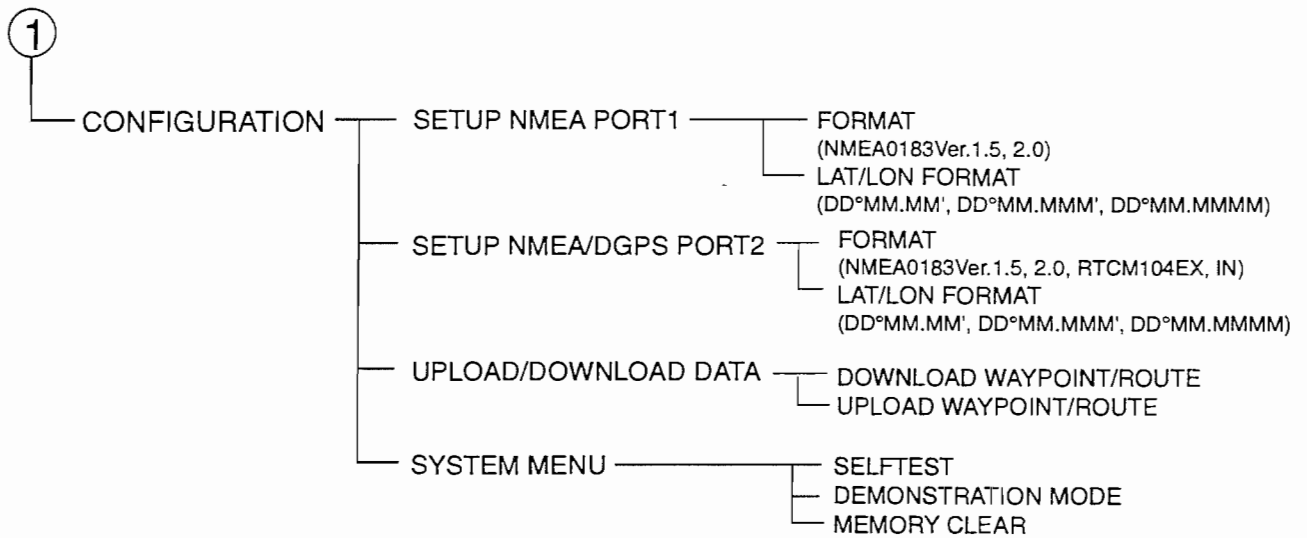 1
CONFIGURATION
SETUP NMEA PORT1
FORMAT
(NMEA0183Ver.1.5, 2.0)
LAT/LON FORMAT
(DD°MM.MM', DD°MM.MMM', DD°MM.MMMM)
SETUP NMEA/DGPS PORT2
FORMAT
(NMEA0183Ver.1.5, 2.0, RTCM104EX, IN)
LAT/LON FORMAT
(DD°MM.MM', DD°MM.MMM', DD°MM.MMMM)
UPLOAD/DOWNLOAD DATA
DOWNLOAD WAYPOINT/ROUTE
UPLOAD WAYPOINT/ROUTE
SYSTEM MENU
SELFTEST
DEMONSTRATION MODE
MEMORY CLEAR